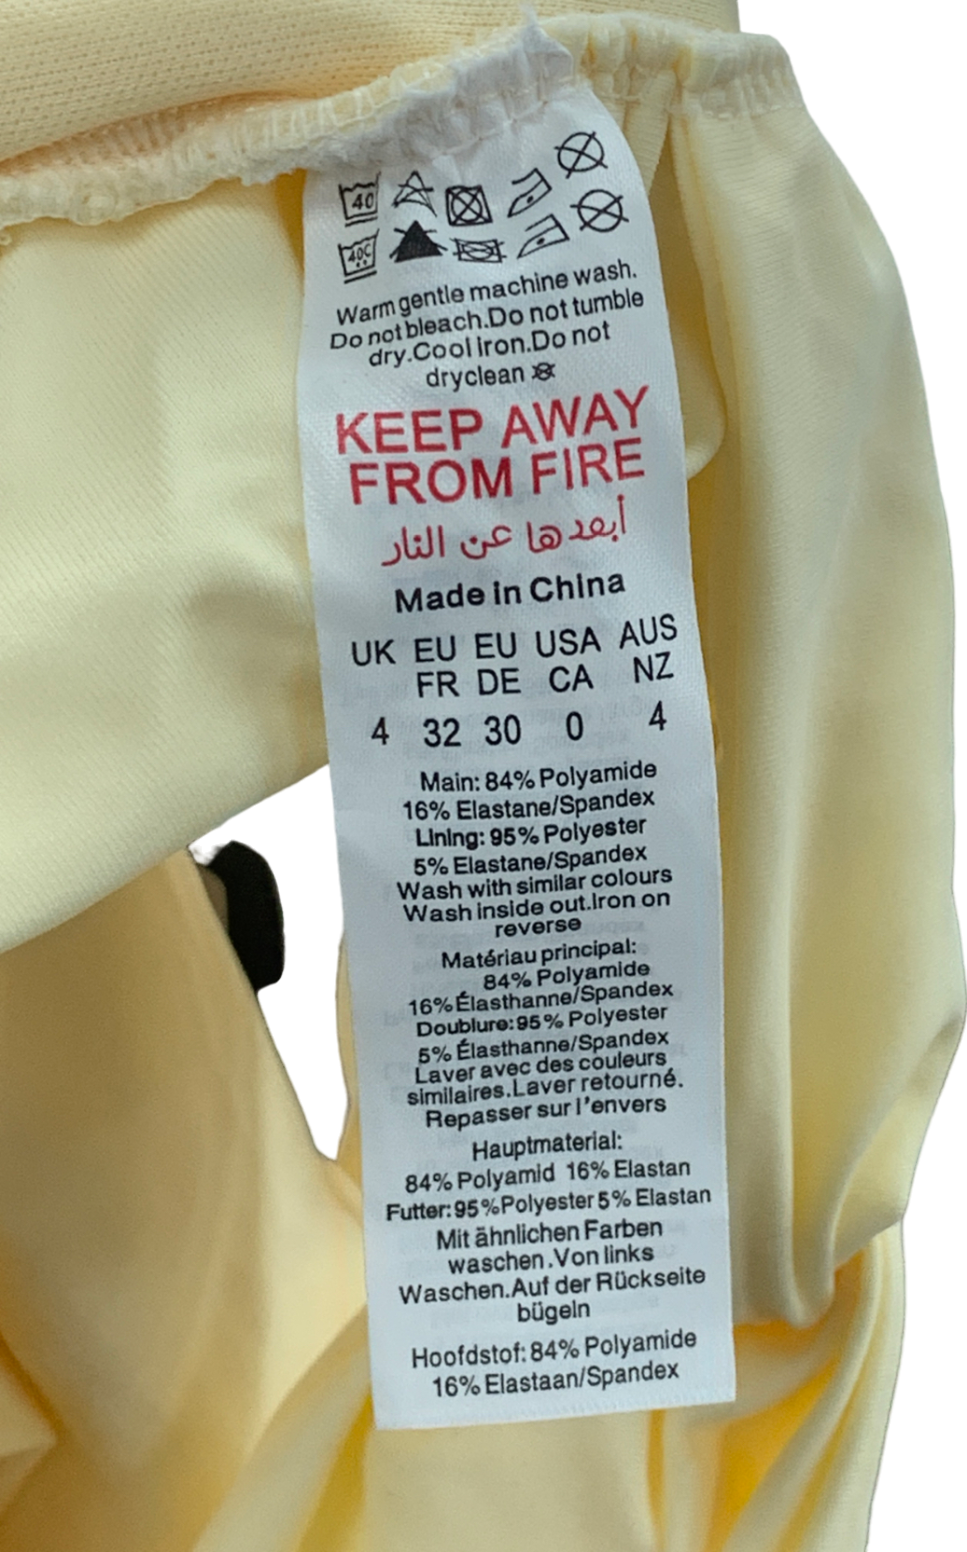 40
40C
Warm gentle machine wash.
Do not bleach.Do not tumble
dry.Cool iron.Do not
dryclean
KEEP AWAY
FROM FIRE
أبعدها عن النار
Made in China
UK EU EU USA AUS
FR DE CA NZ
4 32 30 0 4
Main: 84% Polyamide
16% Elastane/Spandex
Lining: 95% Polyester
5% Elastane/Spandex
Wash with similar colours
Wash inside out.Iron on
reverse
Matériau principal:
84% Polyamide
16% Élasthanne/Spandex
Doublure:95% Polyester
5% Élasthanne/Spandex
Laver avec des couleurs
similaires.Laver retourné.
Repasser sur l'envers
Hauptmaterial:
84% Polyamid 16% Elastan
Futter:95%Polyester 5% Elastan
Mit ähnlichen Farben
waschen.Von links
Waschen.Auf der Rückseite
bügeln
Hoofdstof: 84% Polyamide
16% Elastaan/Spandex